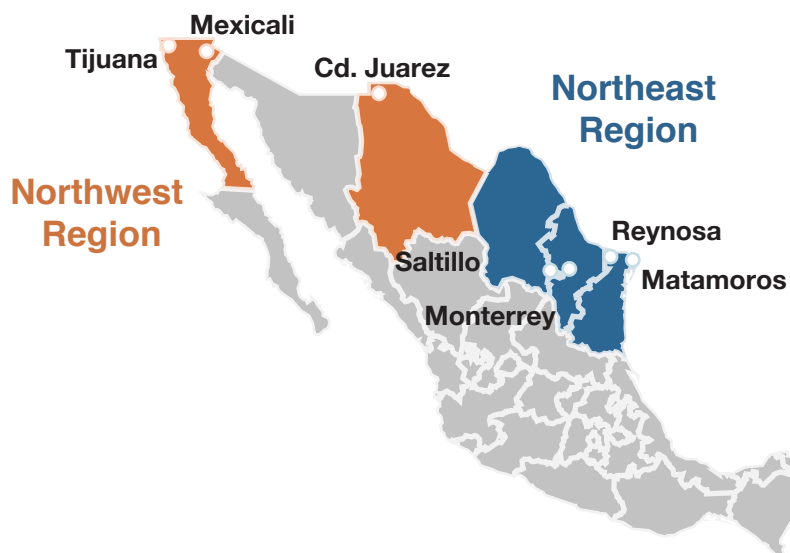 Mexicali
Tijuana
Cd. Juarez
Northeast
Region
Northwest
Region
Reynosa
Saltillo
Matamoros
Monterrey